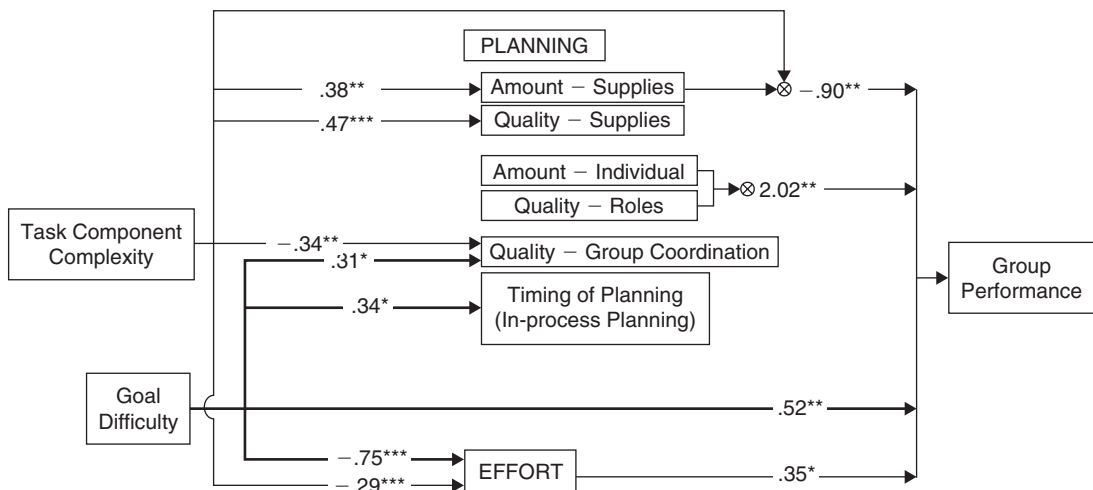 PLANNING
.38**
Amount – Supplies
–.90**
.47***
Quality – Supplies
Amount – Individual
2.02**
Quality – Roles
Task Component
Complexity
–.34**
Quality – Group Coordination
.31*
Group
Performance
.34*
Timing of Planning
(In-process Planning)
Goal
Difficulty
.52**
–.75***
EFFORT
.35*
–.29***